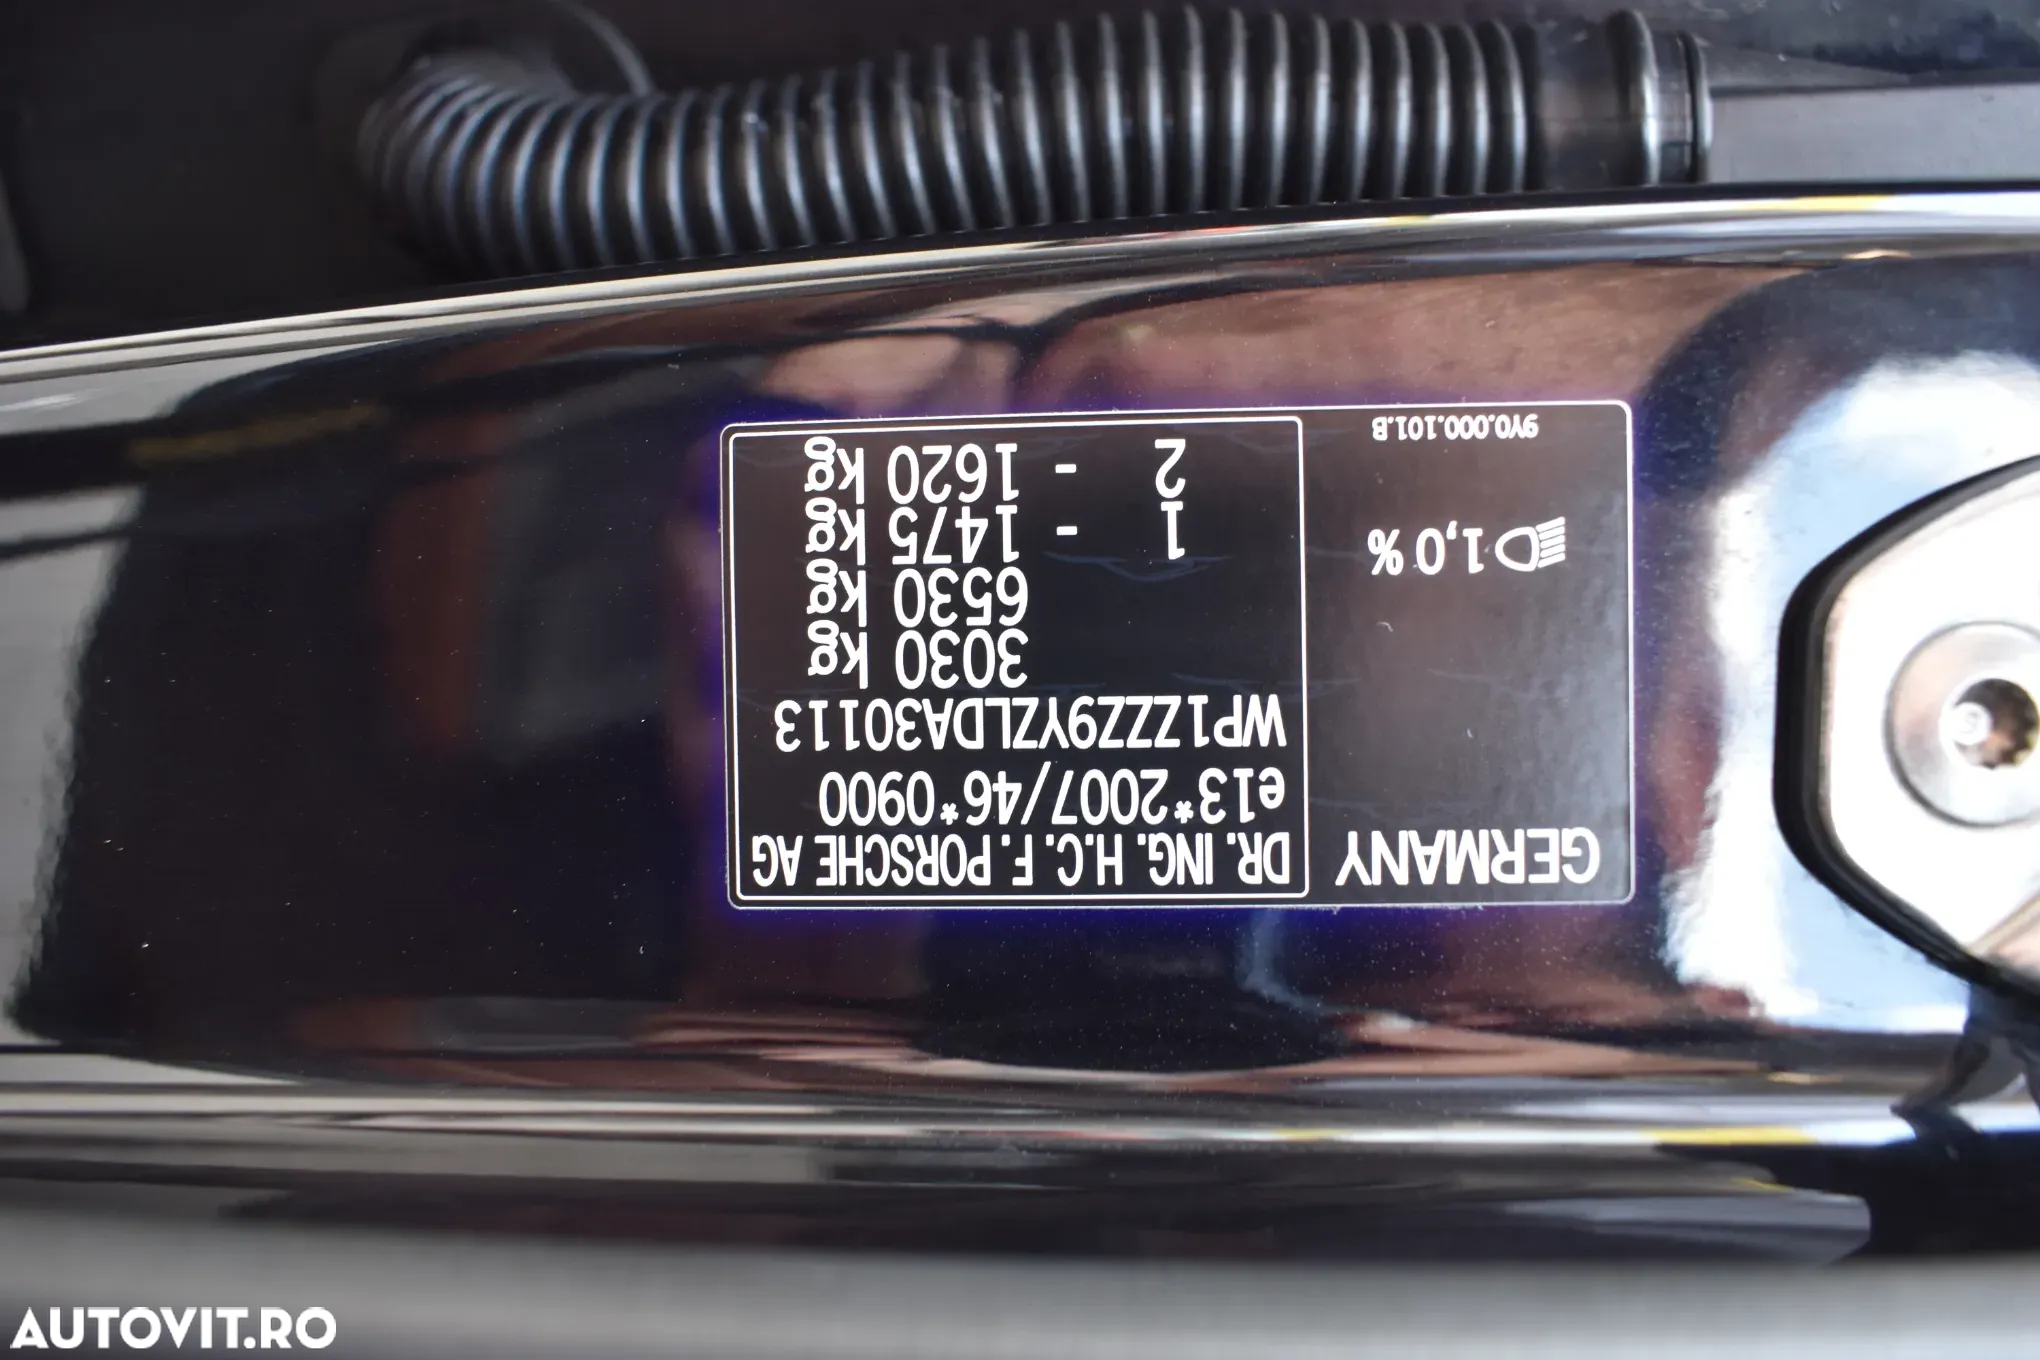 GERMANY
1,0 %
9Y0.000.101.B
DR. ING. H.C. F. PORSCHE AG
e13*2007/46*0900
WP1ZZZ9YZLDA30113
3030 kg
6530 kg
1 - 1475 kg
2 - 1620 kg
AUTOVIT.RO